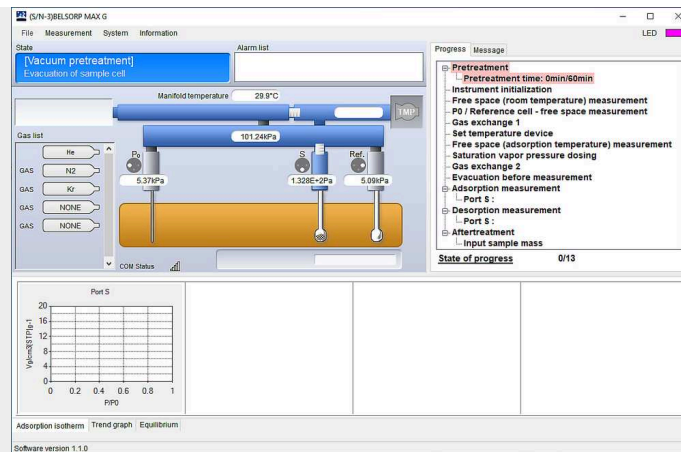 (S/N-3)BELSORP MAX G
File Measurement System Information
LED
State
Alarm list
[Vacuum pretreatment]
Evacuation of sample cell
Manifold temperature 29.9°C
TMP
Gas list
101.24kPa
He
GAS N2
GAS Kr
GAS NONE
GAS NONE
P0 S Ref.
5.37kPa 1.328E+2Pa 5.09kPa
COM Status
Progress Message
Pretreatment
Pretreatment time: 0min/60min
Instrument initialization
Free space (room temperature) measurement
P0 / Reference cell - free space measurement
Gas exchange 1
Set temperature device
Free space (adsorption temperature) measurement
Saturation vapor pressure dosing
Gas exchange 2
Evacuation before measurement
Adsorption measurement
Port S :
Desorption measurement
Port S :
Aftertreatment
Input sample mass
State of progress 0/13
Port S
Va/cm3(STP)g-1
20
16
12
8
4
0
0 0.2 0.4 0.6 0.8 1
P/P0
Adsorption isotherm Trend graph Equilibrium
Software version 1.1.0